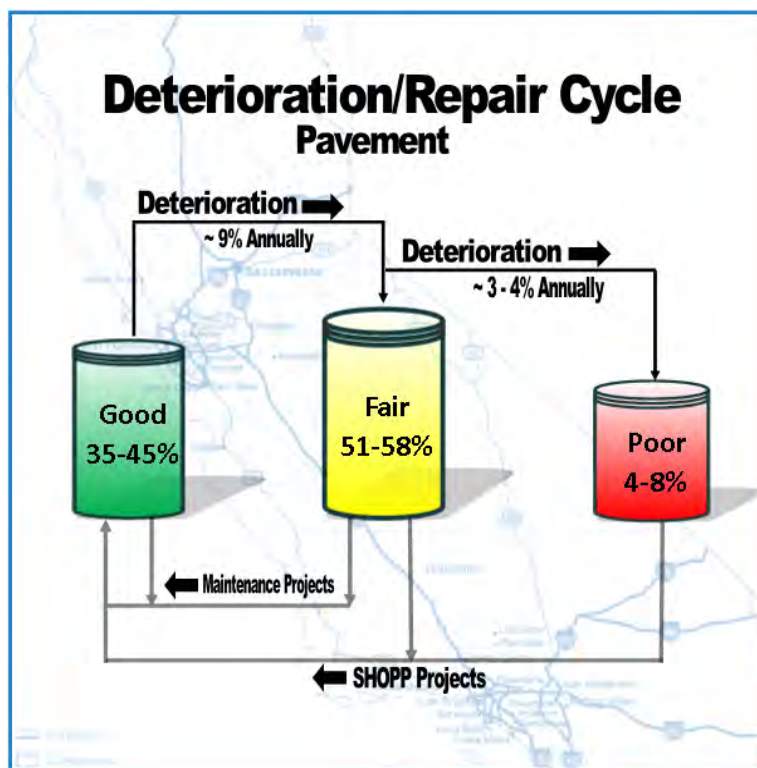 Deterioration/Repair Cycle
Pavement
Deterioration
~ 9% Annually
Deterioration
~ 3 - 4% Annually
Good
35-45%
Fair
51-58%
Poor
4-8%
Maintenance Projects
SHOPP Projects